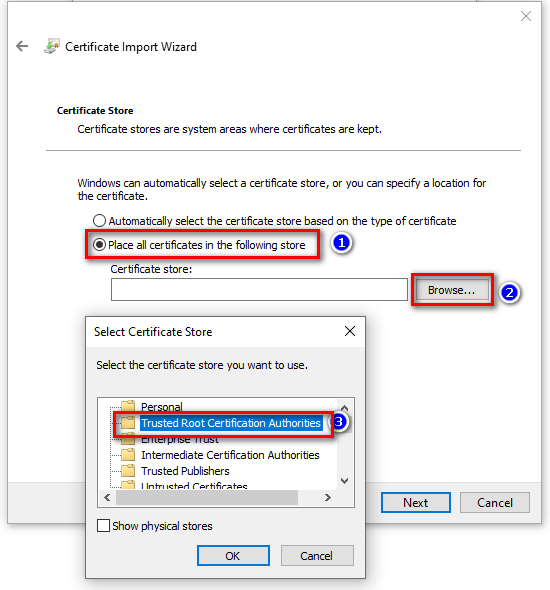 Certificate Import Wizard
Certificate Store
Certificate stores are system areas where certificates are kept.
Windows can automatically select a certificate store, or you can specify a location for
the certificate.
Automatically select the certificate store based on the type of certificate
Place all certificates in the following store
1
Certificate store:
Browse...
2
Select Certificate Store
Select the certificate store you want to use.
Personal
Trusted Root Certification Authorities
3
Enterprise Trust
Intermediate Certification Authorities
Trusted Publishers
Untrusted Certificates
Show physical stores
OK
Cancel
Next
Cancel